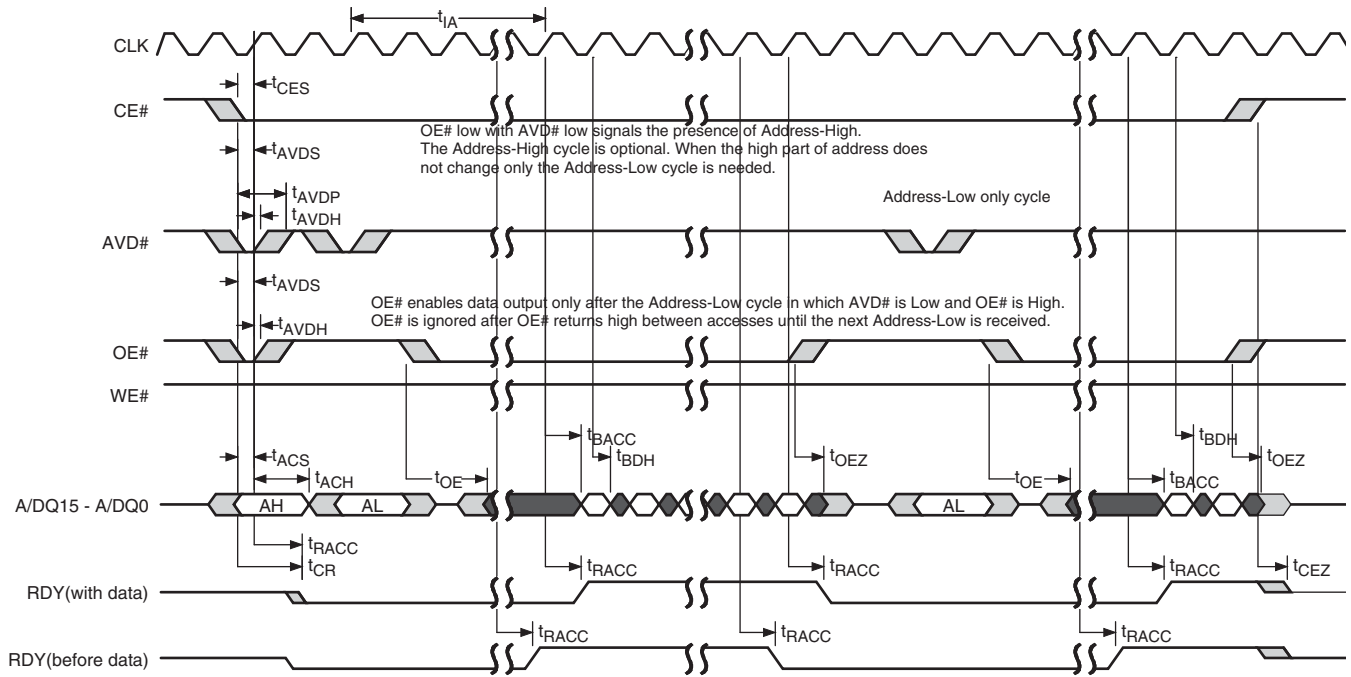 tIA
CLK
tCES
CE#
OE# low with AVD# low signals the presence of Address-High.
The Address-High cycle is optional. When the high part of address does
not change only the Address-Low cycle is needed.
tAVDS
tAVDP
Address-Low only cycle
tAVDH
AVD#
tAVDS
OE# enables data output only after the Address-Low cycle in which AVD# is Low and OE# is High.
OE# is ignored after OE# returns high between accesses until the next Address-Low is received.
tAVDH
OE#
WE#
tBACC
tBDH
tACS
tBDH
tOEZ
tOEZ
tACH
tOE
tOE
tBACC
A/DQ15 - A/DQ0
AH
AL
AL
tRACC
tCR
tRACC
tRACC
tRACC
tCEZ
RDY(with data)
tRACC
tRACC
tRACC
RDY(before data)